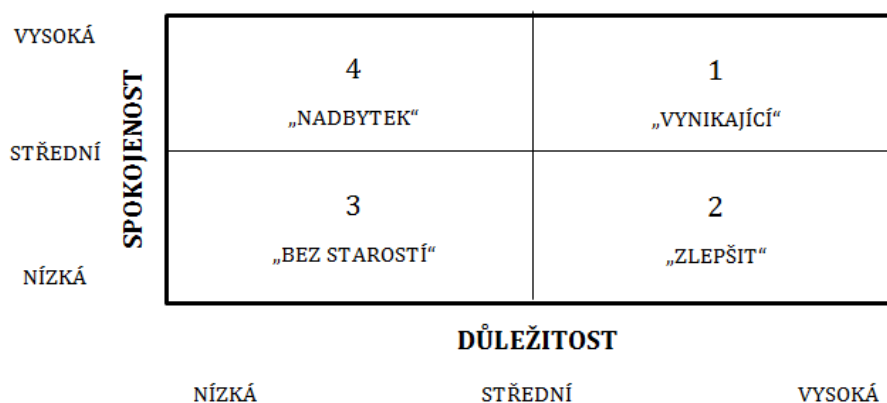 VYSOKÁ
STŘEDNÍ
NÍZKÁ
SPOKOJENOST
4
„NADBYTEK“
1
„VYNIKAJÍCÍ“
3
„BEZ STAROSTÍ“
2
„ZLEPŠIT“
DŮLEŽITOST
NÍZKÁ STŘEDNÍ VYSOKÁ